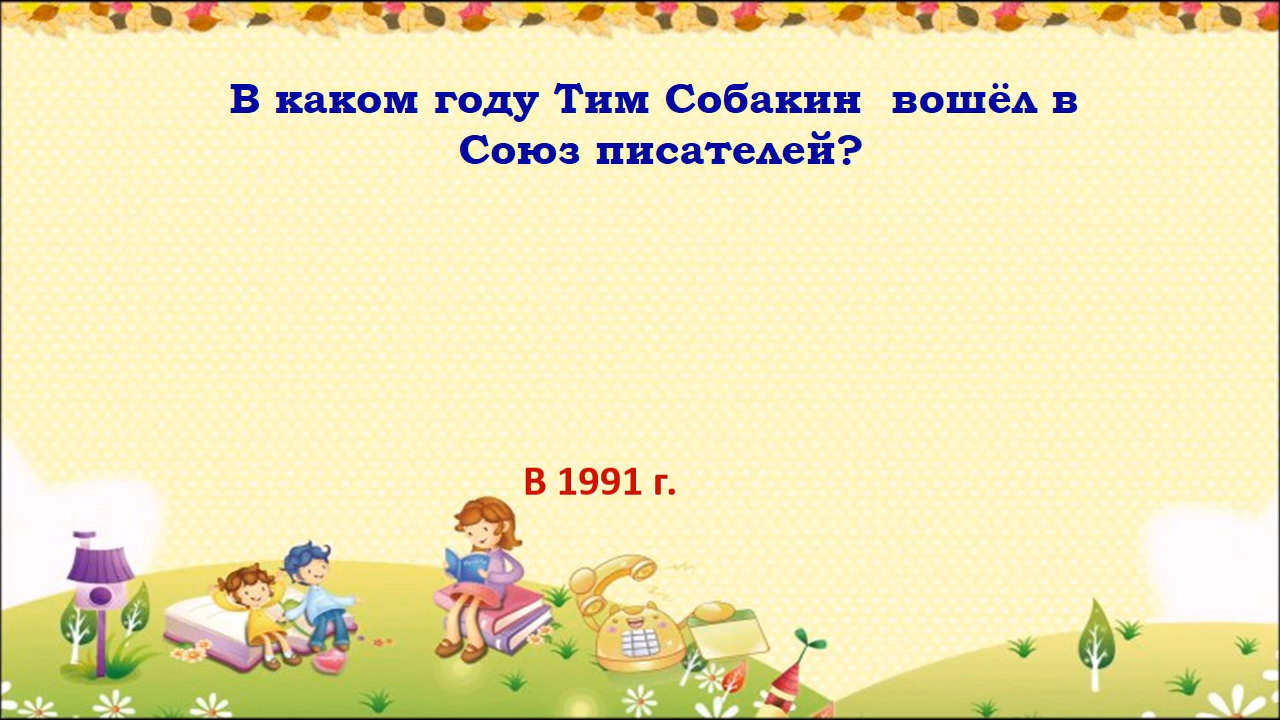 В каком году Тим Собакин вошёл в
Союз писателей?
В 1991 г.